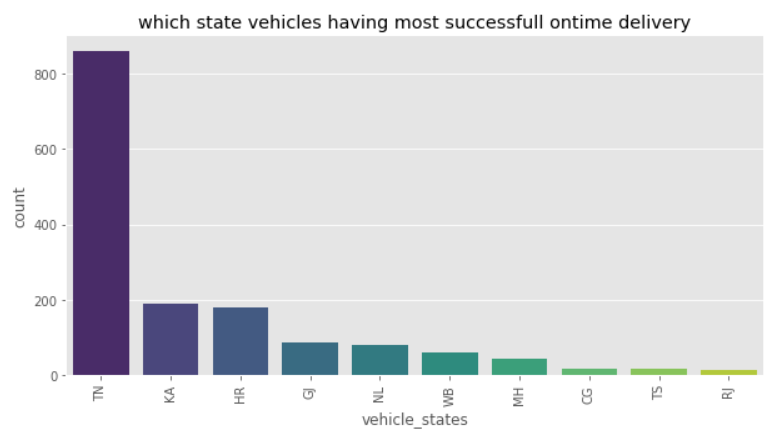 which state vehicles having most successfull ontime delivery
count
800
600
400
200
0
TN KA HR GJ NL WB MH CG TS RJ
vehicle_states